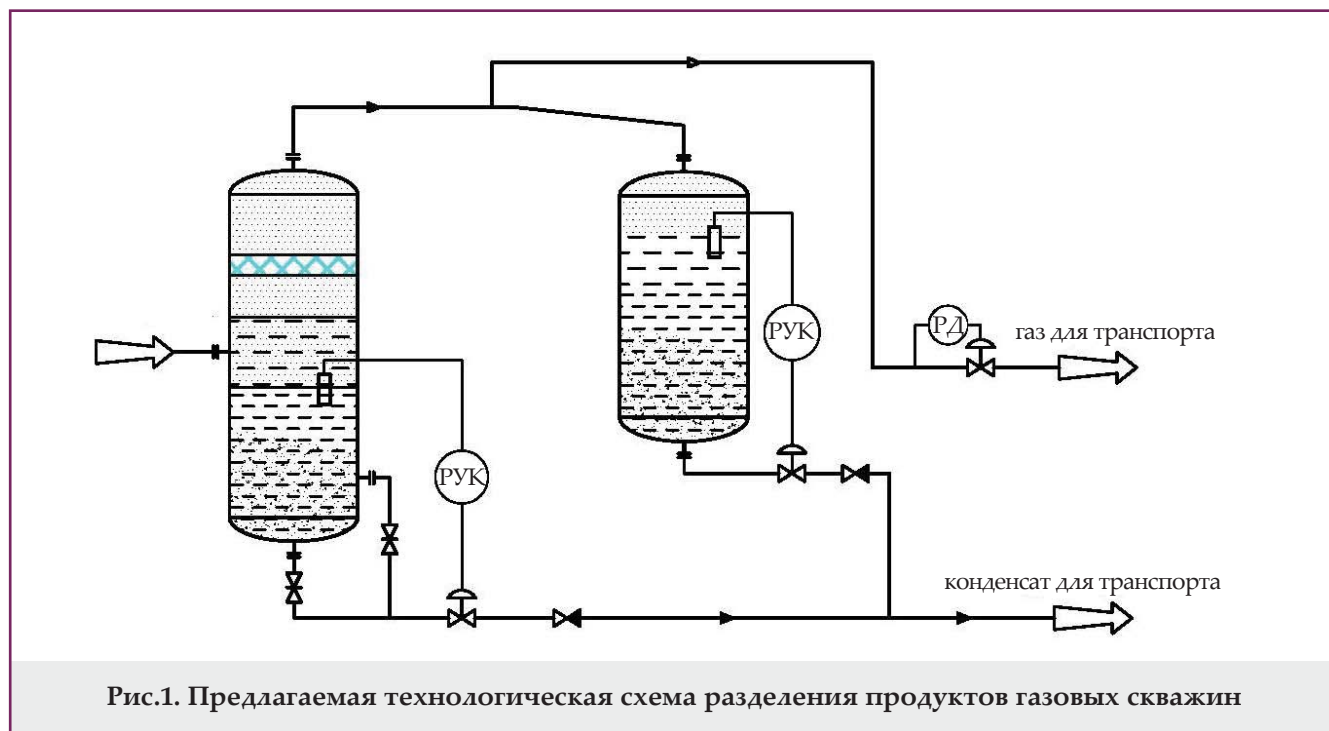 РУК
РД
газ для транспорта
РУК
конденсат для транспорта
Рис.1. Предлагаемая технологическая схема разделения продуктов газовых скважин